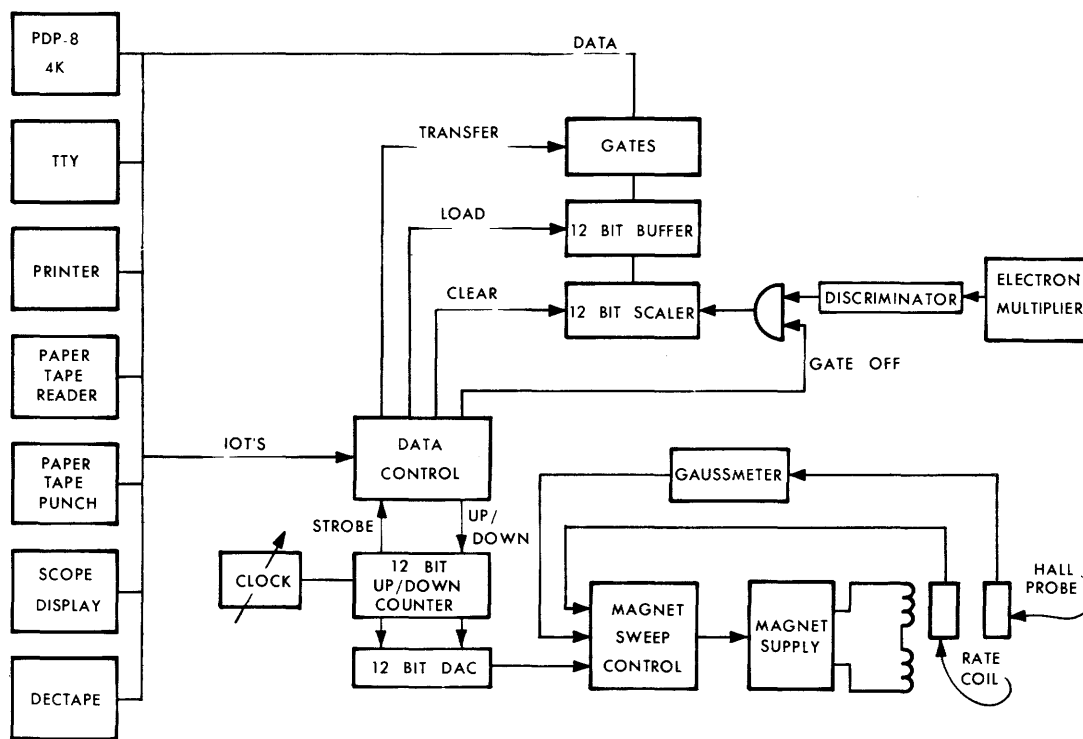 PDP-8
4K
TTY
PRINTER
PAPER
TAPE
READER
PAPER
TAPE
PUNCH
SCOPE
DISPLAY
DECTAPE
DATA
TRANSFER
GATES
LOAD
12 BIT BUFFER
CLEAR
12 BIT SCALER
DISCRIMINATOR
ELECTRON
MULTIPLIER
GATE OFF
IOT'S
DATA
CONTROL
GAUSSMETER
STROBE
UP/
DOWN
CLOCK
12 BIT
UP/DOWN
COUNTER
12 BIT DAC
MAGNET
SWEEP
CONTROL
MAGNET
SUPPLY
HALL
PROBE
RATE
COIL